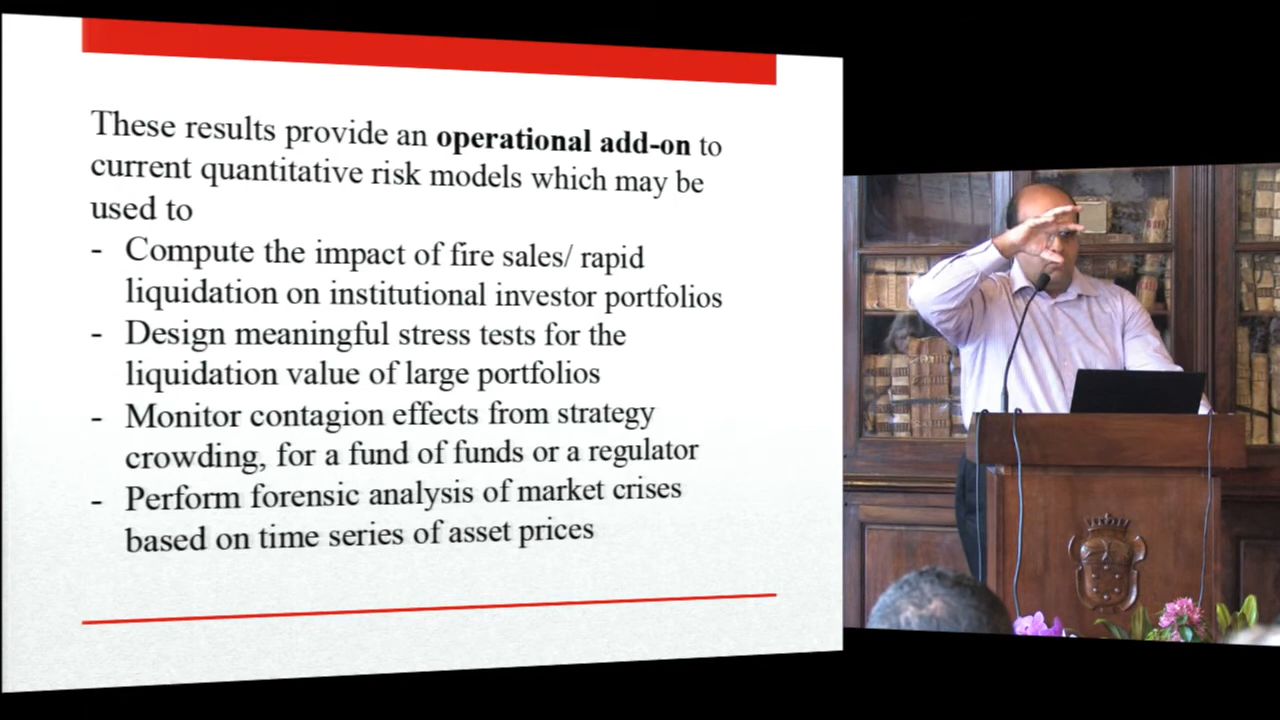 These results provide an operational add-on to
current quantitative risk models which may be
used to
- Compute the impact of fire sales/ rapid
liquidation on institutional investor portfolios
- Design meaningful stress tests for the
liquidation value of large portfolios
- Monitor contagion effects from strategy
crowding, for a fund of funds or a regulator
- Perform forensic analysis of market crises
based on time series of asset prices